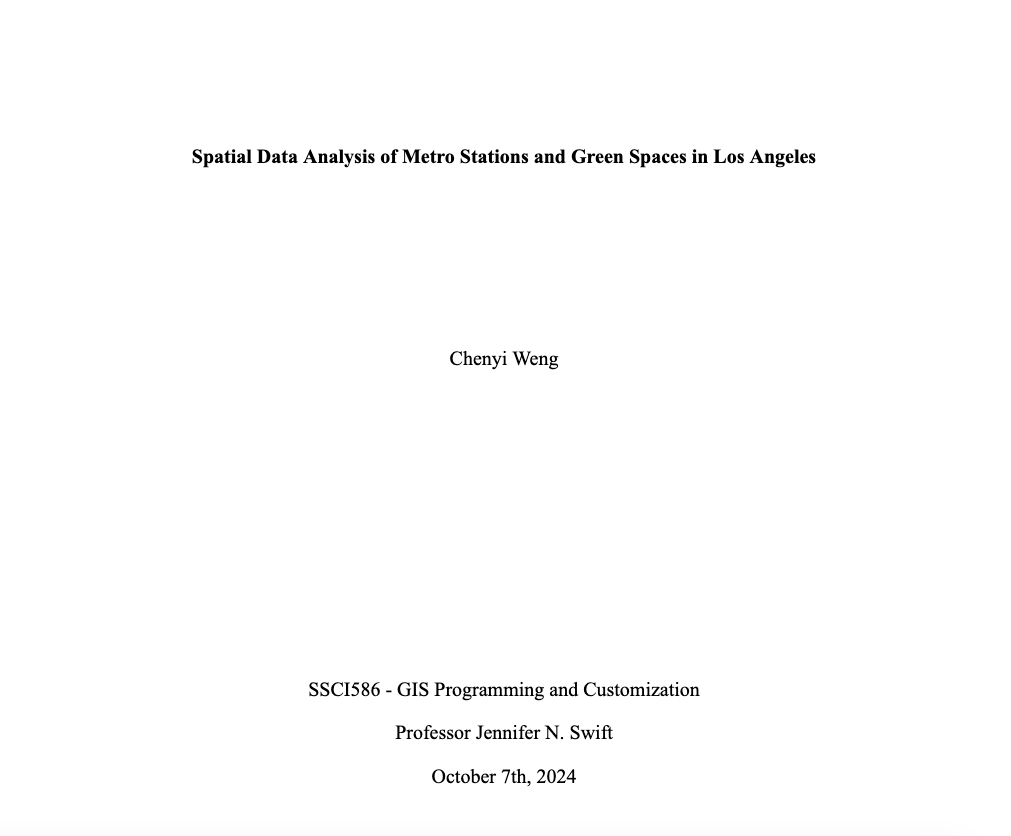 Spatial Data Analysis of Metro Stations and Green Spaces in Los Angeles
Chenyi Weng
SSCI586 - GIS Programming and Customization
Professor Jennifer N. Swift
October 7th, 2024